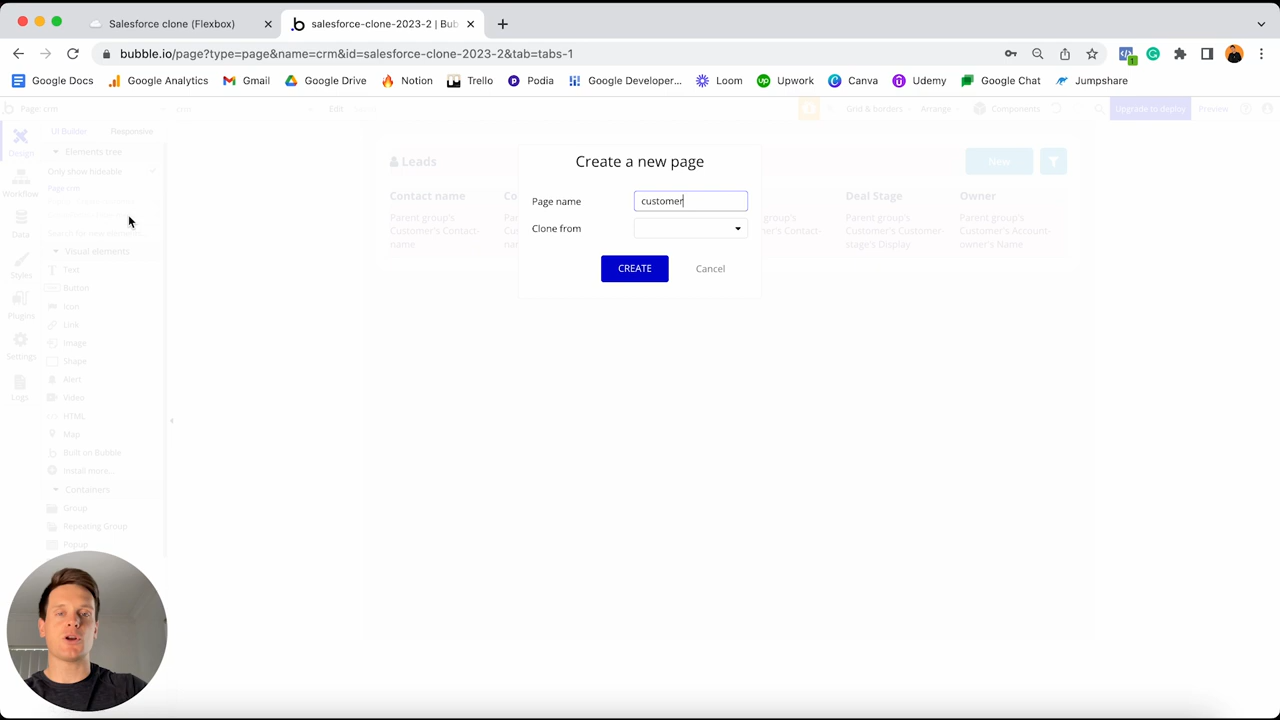 Salesforce clone (Flexbox)
salesforce-clone-2023-2 | Bub
bubble.io/page?type=page&name=crm&id=salesforce-clone-2023-2&tab=tabs-1
Google Docs Google Analytics Gmail Google Drive Notion Trello Podia Google Developer... Loom Upwork Canva Udemy Google Chat Jumpshare
Page: crm crm Edit Grid & borders Arrange Components Upgrade to deploy Preview
UI Builder Responsive
Design
Elements tree
Only show hideable
Page crm
Workflow
Data
Search for new elements...
Visual elements
Text
Styles
Button
Icon
Plugins
Link
Image
Settings
Shape
Alert
Logs
Video
HTML
Map
Built on Bubble
Install more...
Containers
Group
Repeating Group
Popup
Leads
New
Contact name
Co
Deal Stage
Owner
Parent group's
Customer's Contact-
name
Parent group's
Customer's Customer-
stage's Display
Parent group's
Customer's Account-
owner's Name
Create a new page
Page name customer
Clone from
CREATE Cancel